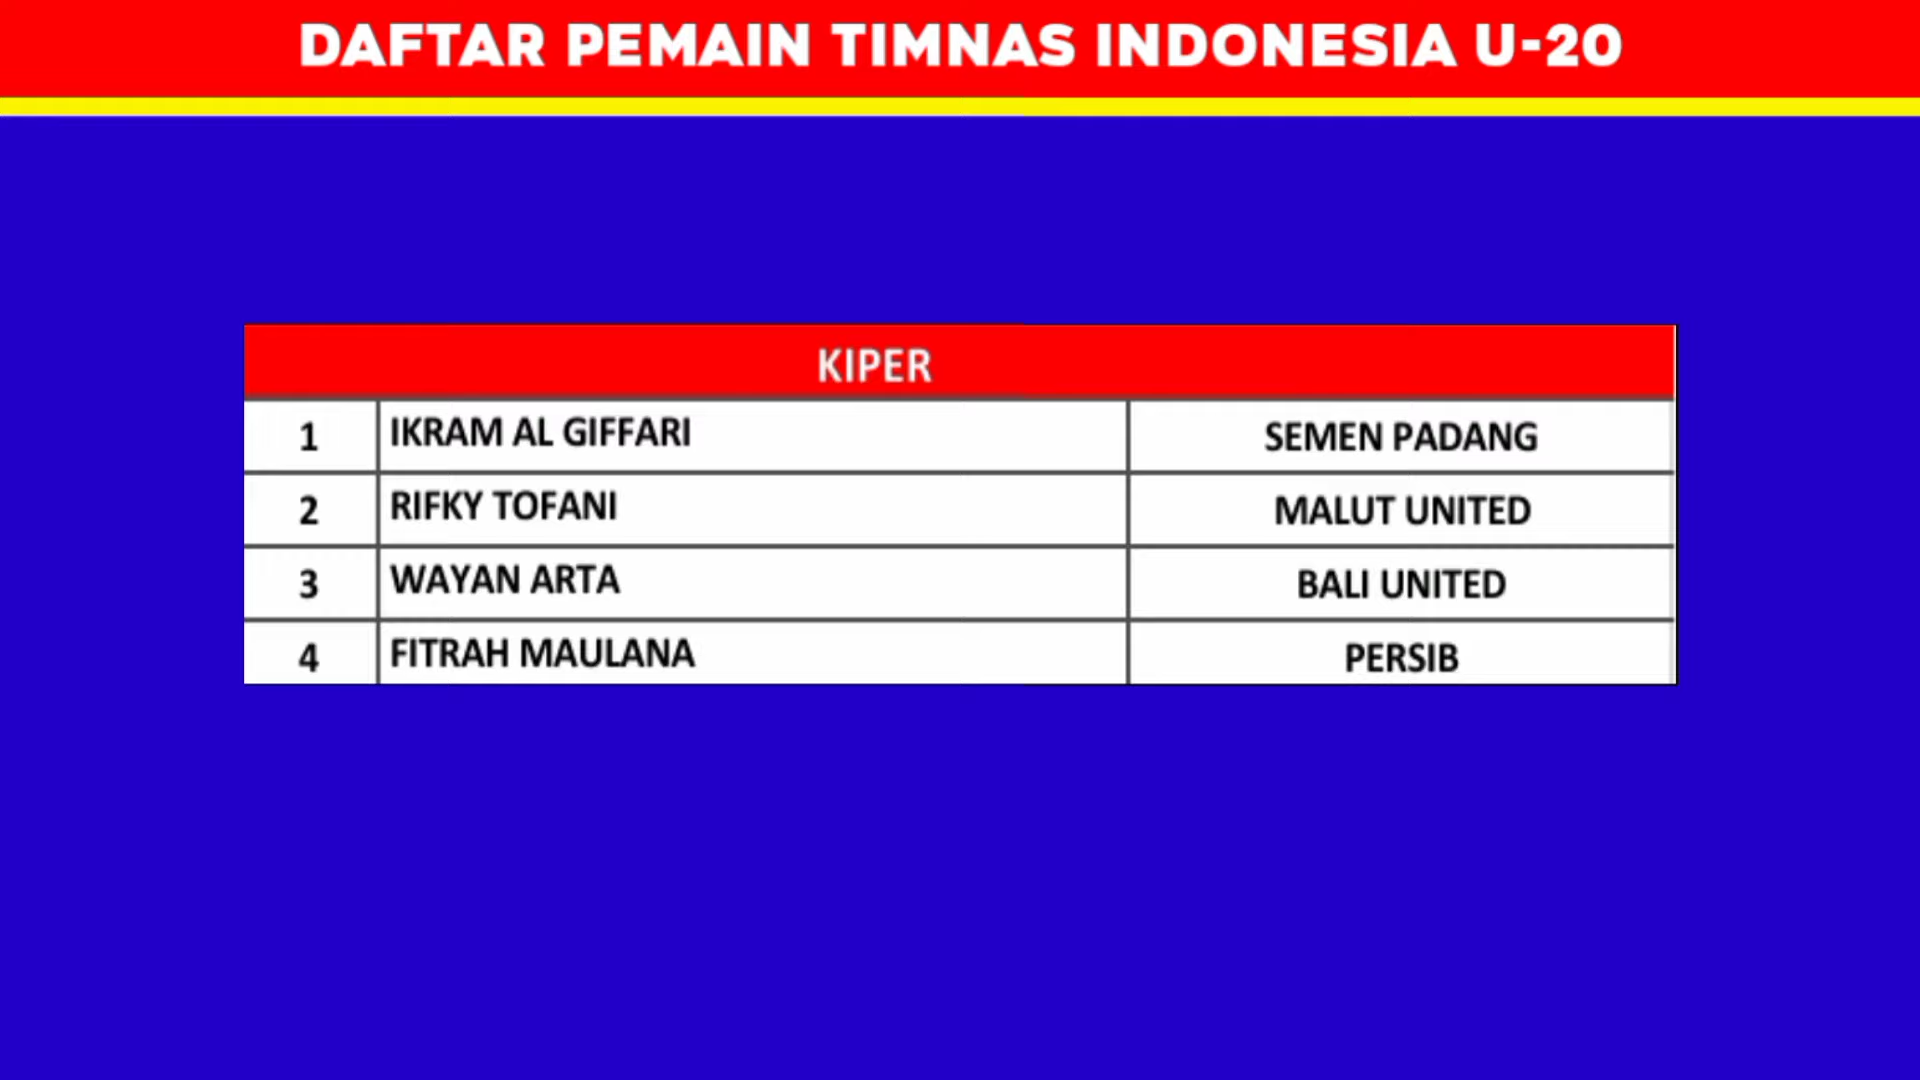 DAFTAR PEMAIN TIMNAS INDONESIA U-20
KIPER
1 IKRAM AL GIFFARI SEMEN PADANG
2 RIFKY TOFANI MALUT UNITED
3 WAYAN ARTA BALI UNITED
4 FITRAH MAULANA PERSIB